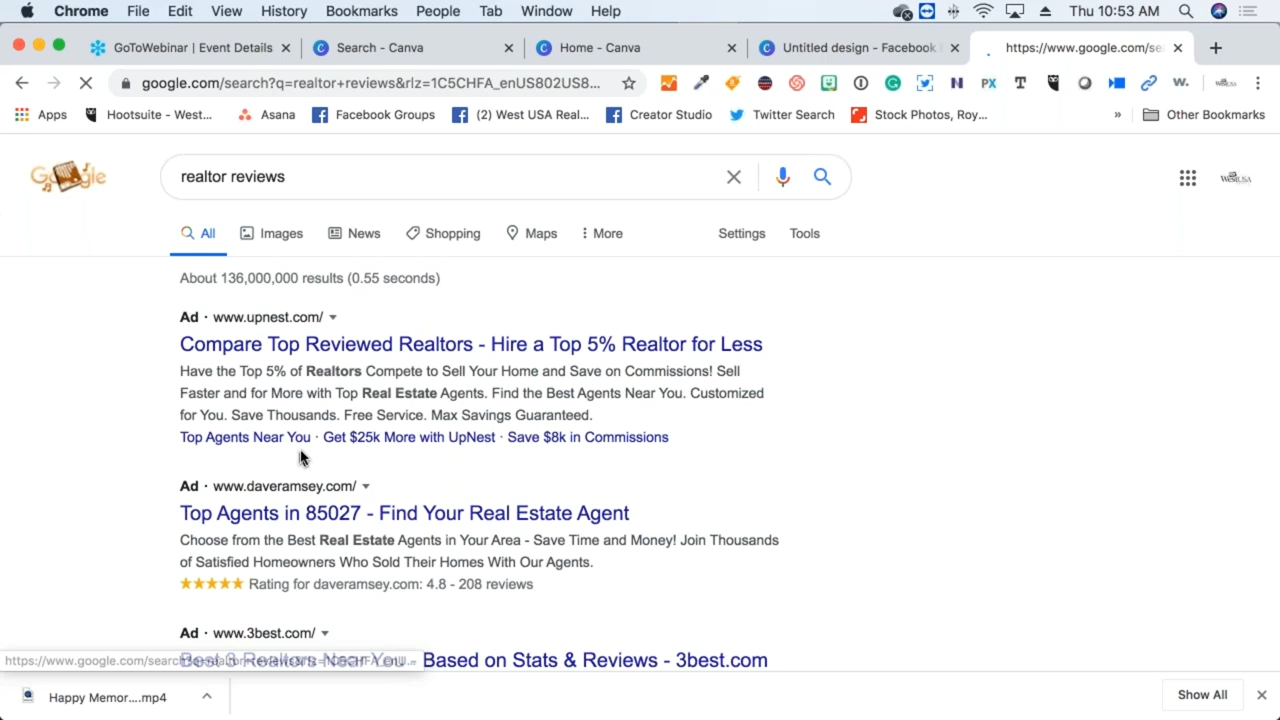 Chrome File Edit View History Bookmarks People Tab Window Help Thu 10:53 AM
GoToWebinar | Event Details Search - Canva Home - Canva Untitled design - Facebook https://www.google.com/se
google.com/search?q=realtor+reviews&rlz=1C5CHFA_enUS802US8...
Apps Hootsuite - West... Asana Facebook Groups (2) West USA Real... Creator Studio Twitter Search Stock Photos, Roy... » Other Bookmarks
Google
realtor reviews
All Images News Shopping Maps More Settings Tools
About 136,000,000 results (0.55 seconds)
Ad · www.upnest.com/
Compare Top Reviewed Realtors - Hire a Top 5% Realtor for Less
Have the Top 5% of Realtors Compete to Sell Your Home and Save on Commissions! Sell
Faster and for More with Top Real Estate Agents. Find the Best Agents Near You. Customized
for You. Save Thousands. Free Service. Max Savings Guaranteed.
Top Agents Near You · Get $25k More with UpNest · Save $8k in Commissions
Ad · www.daveramsey.com/
Top Agents in 85027 - Find Your Real Estate Agent
Choose from the Best Real Estate Agents in Your Area - Save Time and Money! Join Thousands
of Satisfied Homeowners Who Sold Their Homes With Our Agents.
Rating for daveramsey.com: 4.8 - 208 reviews
Ad · www.3best.com/
Best 3 Realtors Near You Based on Stats & Reviews - 3best.com
Happy Memor....mp4 Show All